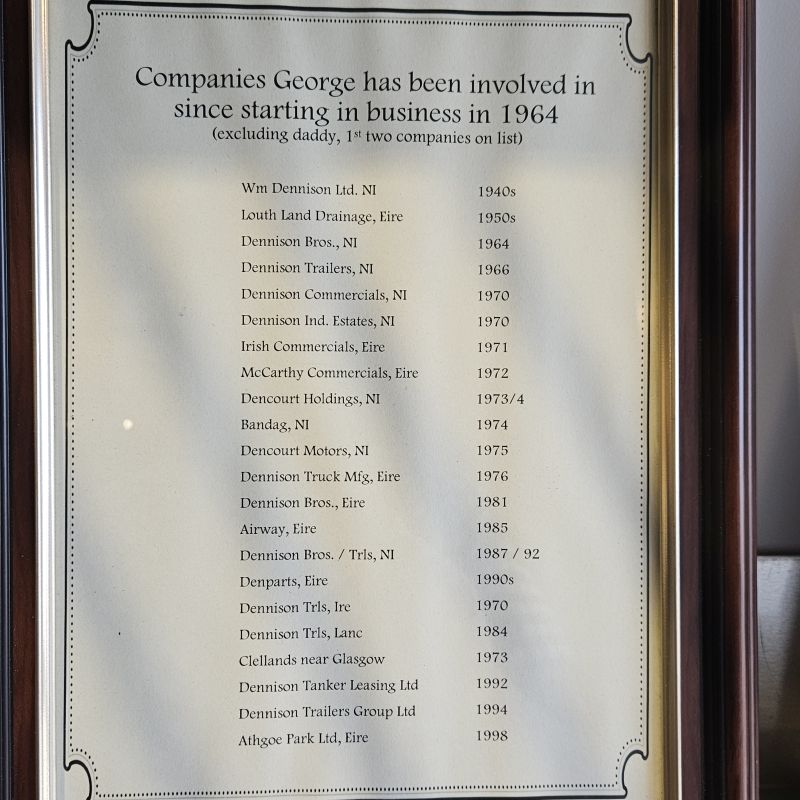 Companies George has been involved in
since starting in business in 1964
(excluding daddy, 1st two companies on list)
Wm Dennison Ltd. NI 1940s
Louth Land Drainage, Eire 1950s
Dennison Bros., NI 1964
Dennison Trailers, NI 1966
Dennison Commercials, NI 1970
Dennison Ind. Estates, NI 1970
Irish Commercials, Eire 1971
McCarthy Commercials, Eire 1972
Dencourt Holdings, NI 1973/4
Bandag, NI 1974
Dencourt Motors, NI 1975
Dennison Truck Mfg, Eire 1976
Dennison Bros., Eire 1981
Airway, Eire 1985
Dennison Bros. / Trls, NI 1987 / 92
Denparts, Eire 1990s
Dennison Trls, Ire 1970
Dennison Trls, Lanc 1984
Clellands near Glasgow 1973
Dennison Tanker Leasing Ltd 1992
Dennison Trailers Group Ltd 1994
Athgoe Park Ltd, Eire 1998